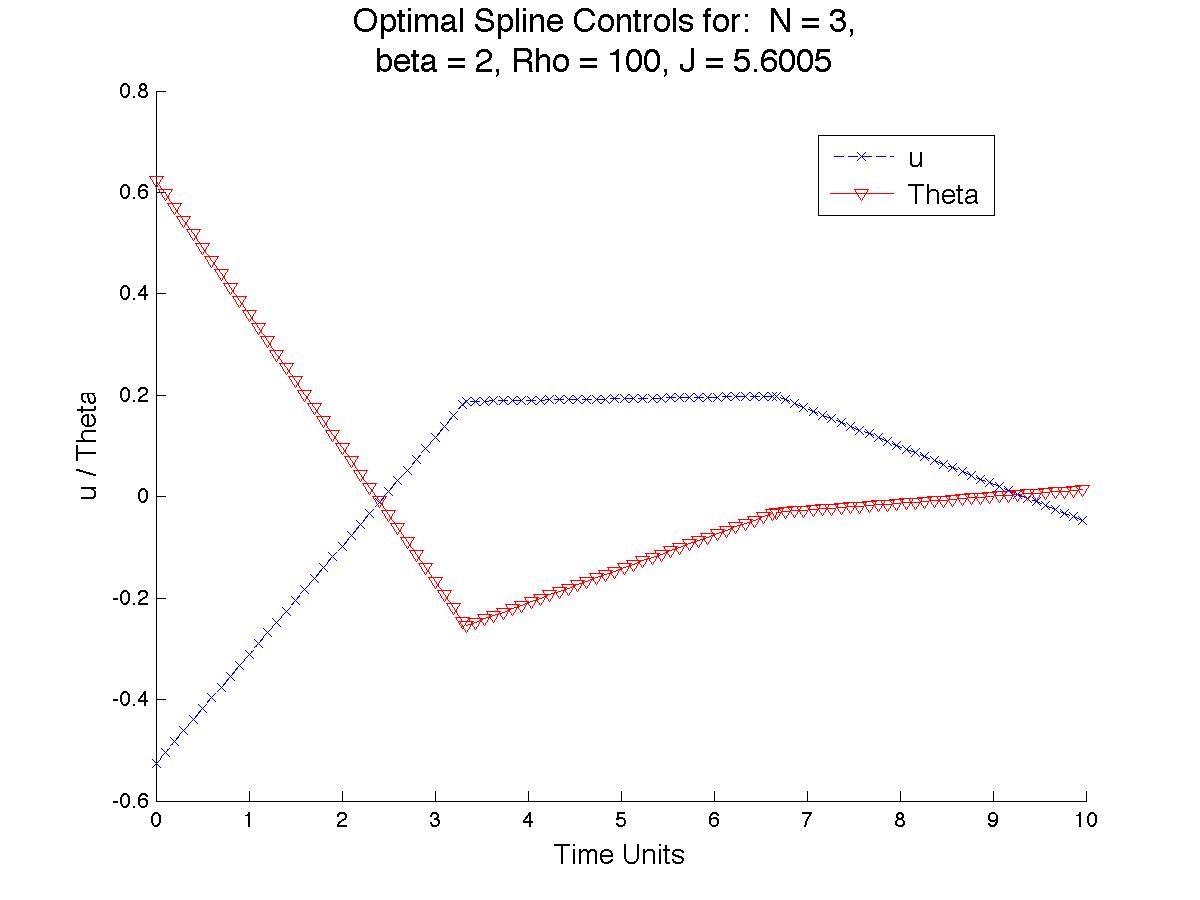 Optimal Spline Controls for:  N = 3,
beta = 2, Rho = 100, J = 5.6005
0.8
0.6
0.4
0.2
0
-0.2
-0.4
-0.6
u / Theta
u
Theta
0 1 2 3 4 5 6 7 8 9 10
Time Units